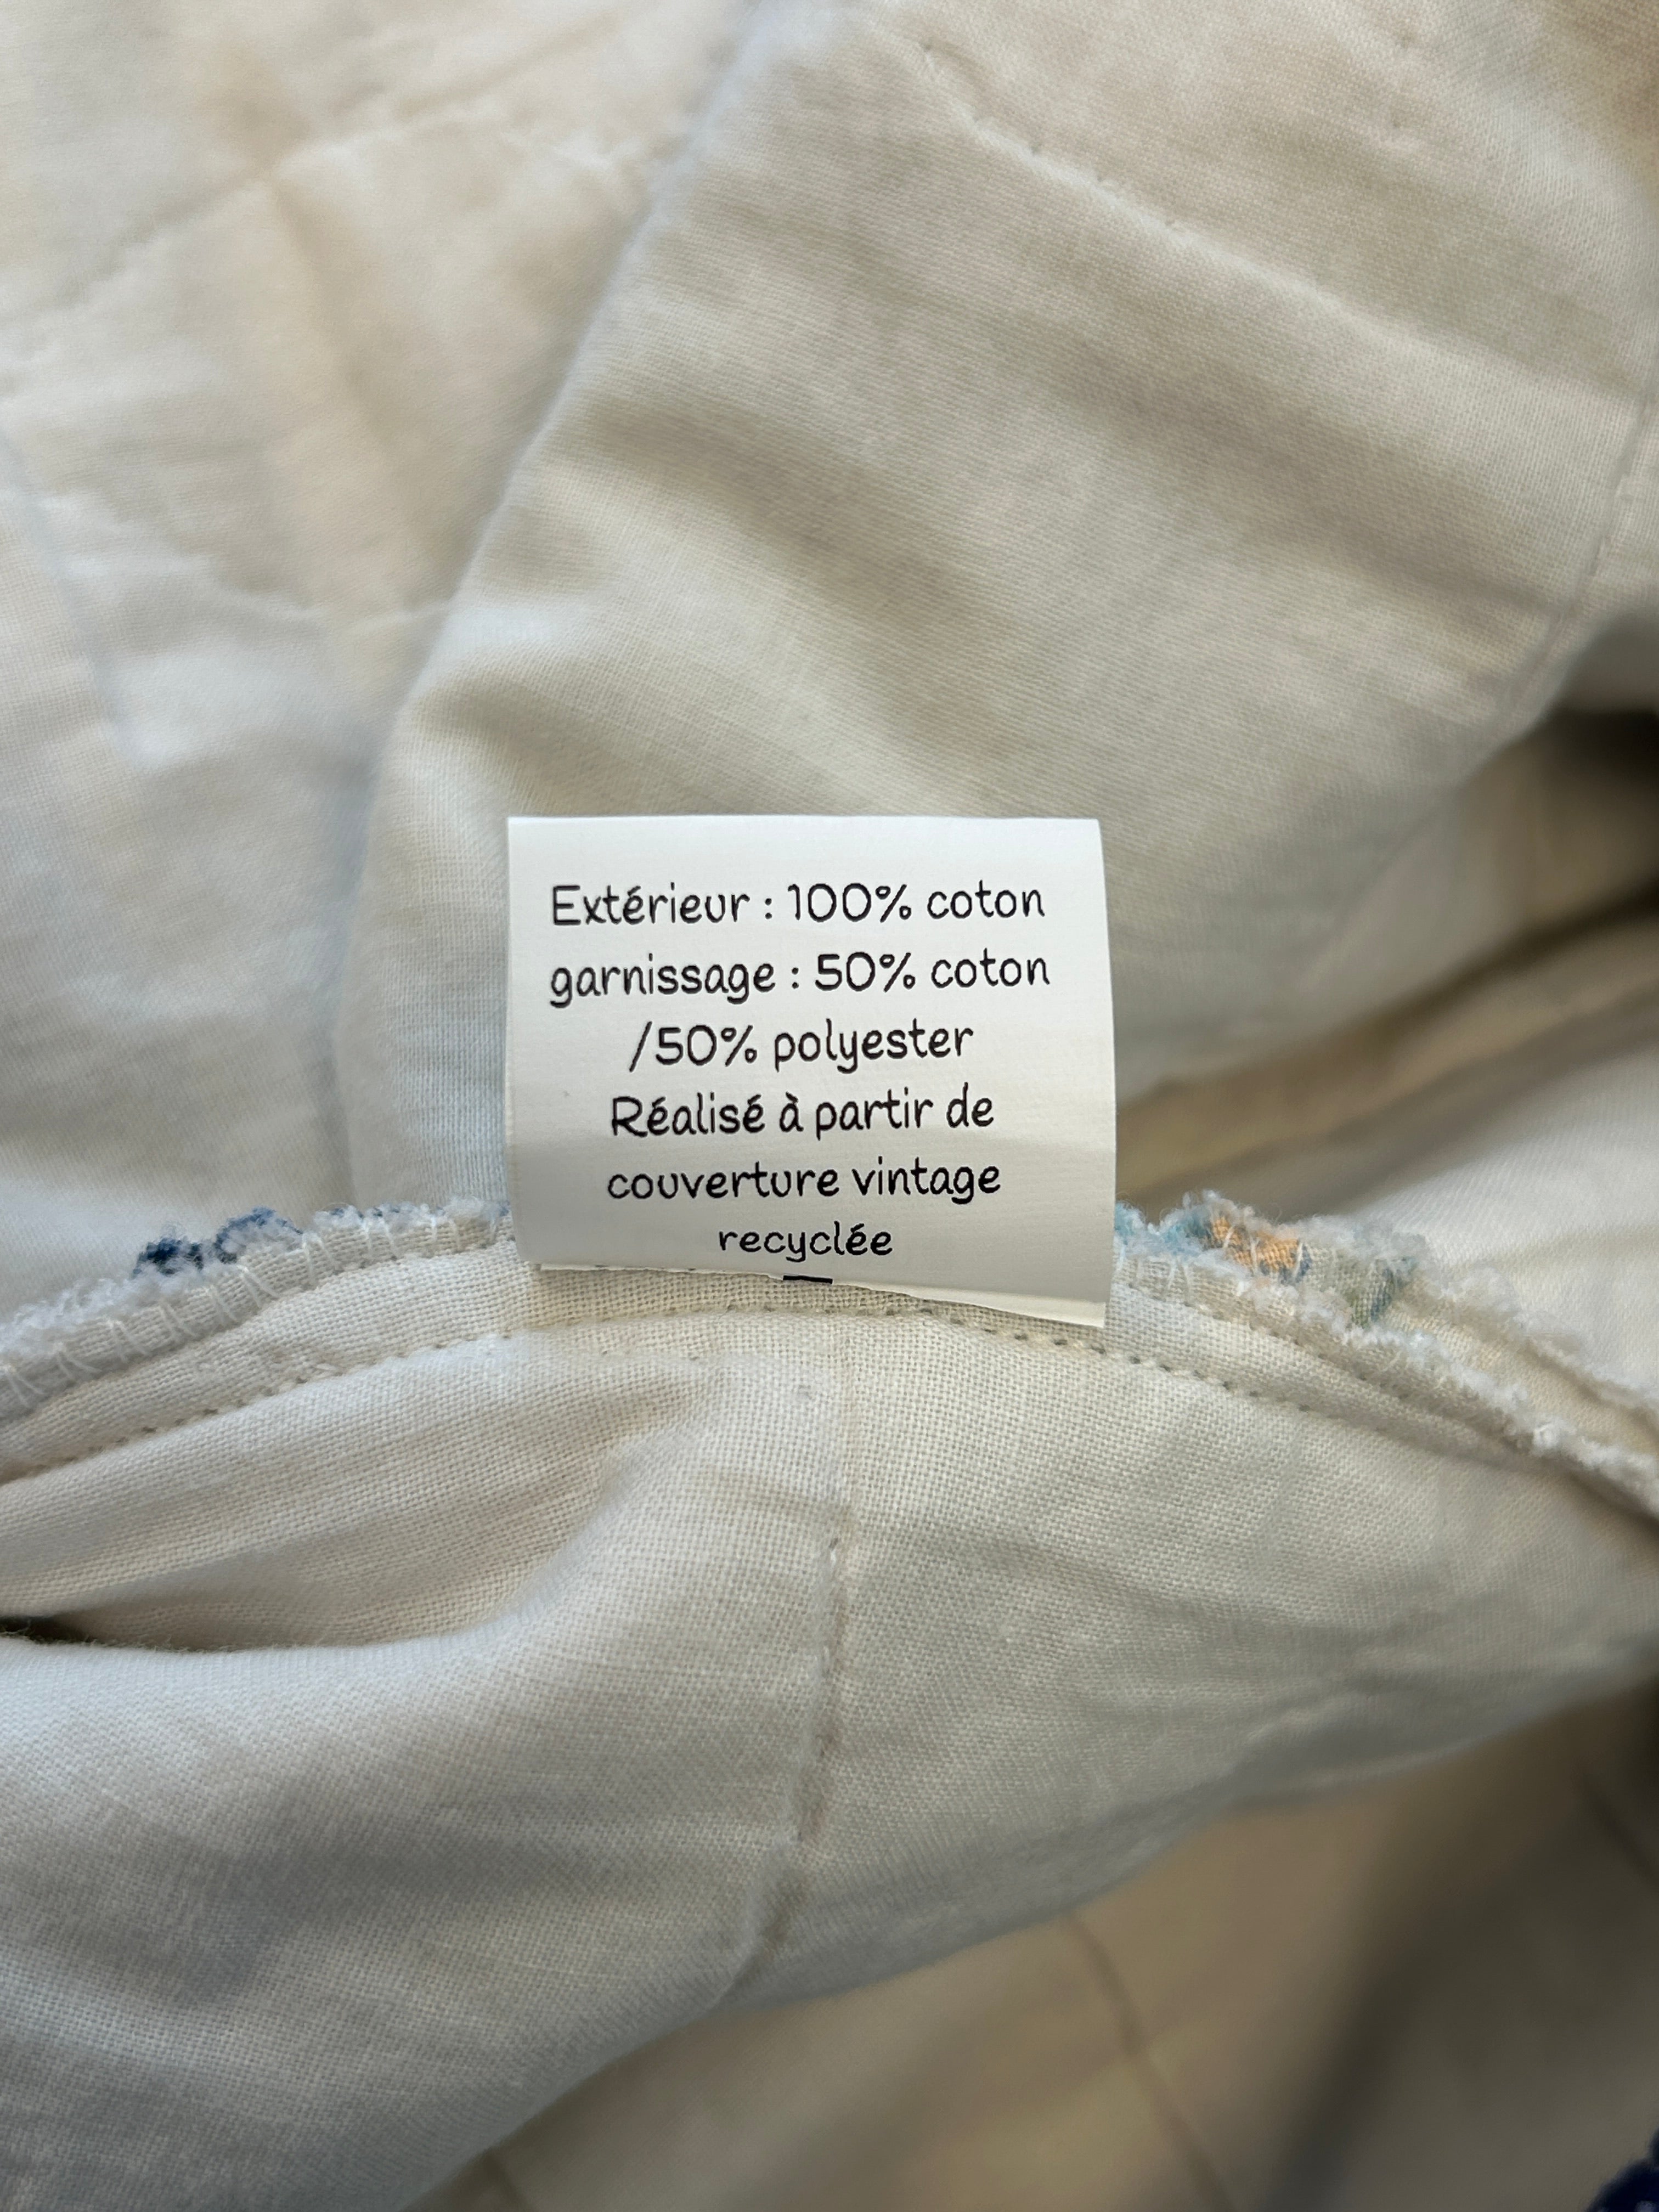 Extérieur : 100% coton
garnissage : 50% coton
/50% polyester
Réalisé à partir de
couverture vintage
recyclée